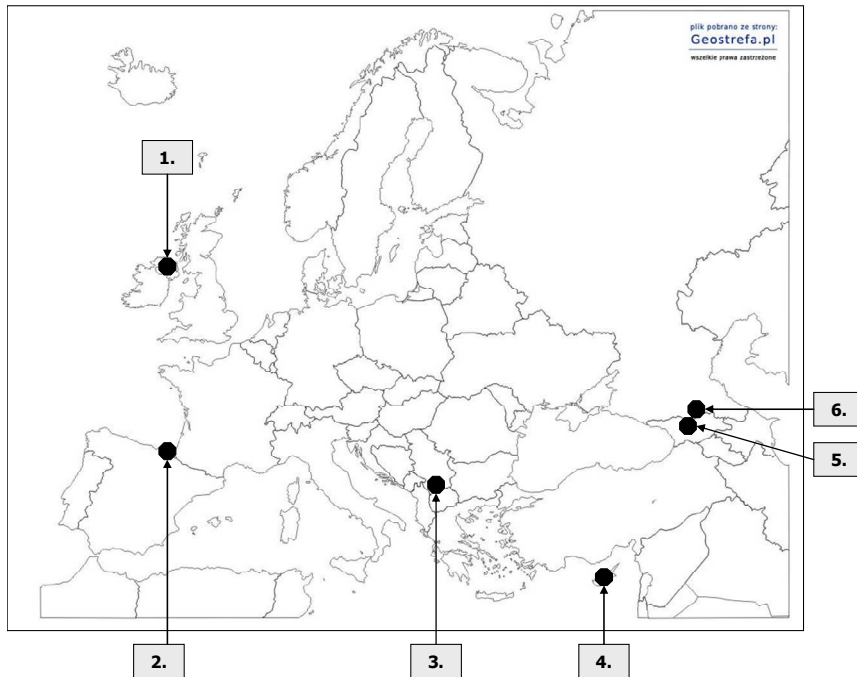 plik pobrano ze strony:
Geostrefa.pl
wszelkie prawa zastrzeżone
1.
6.
5.
2.
3.
4.